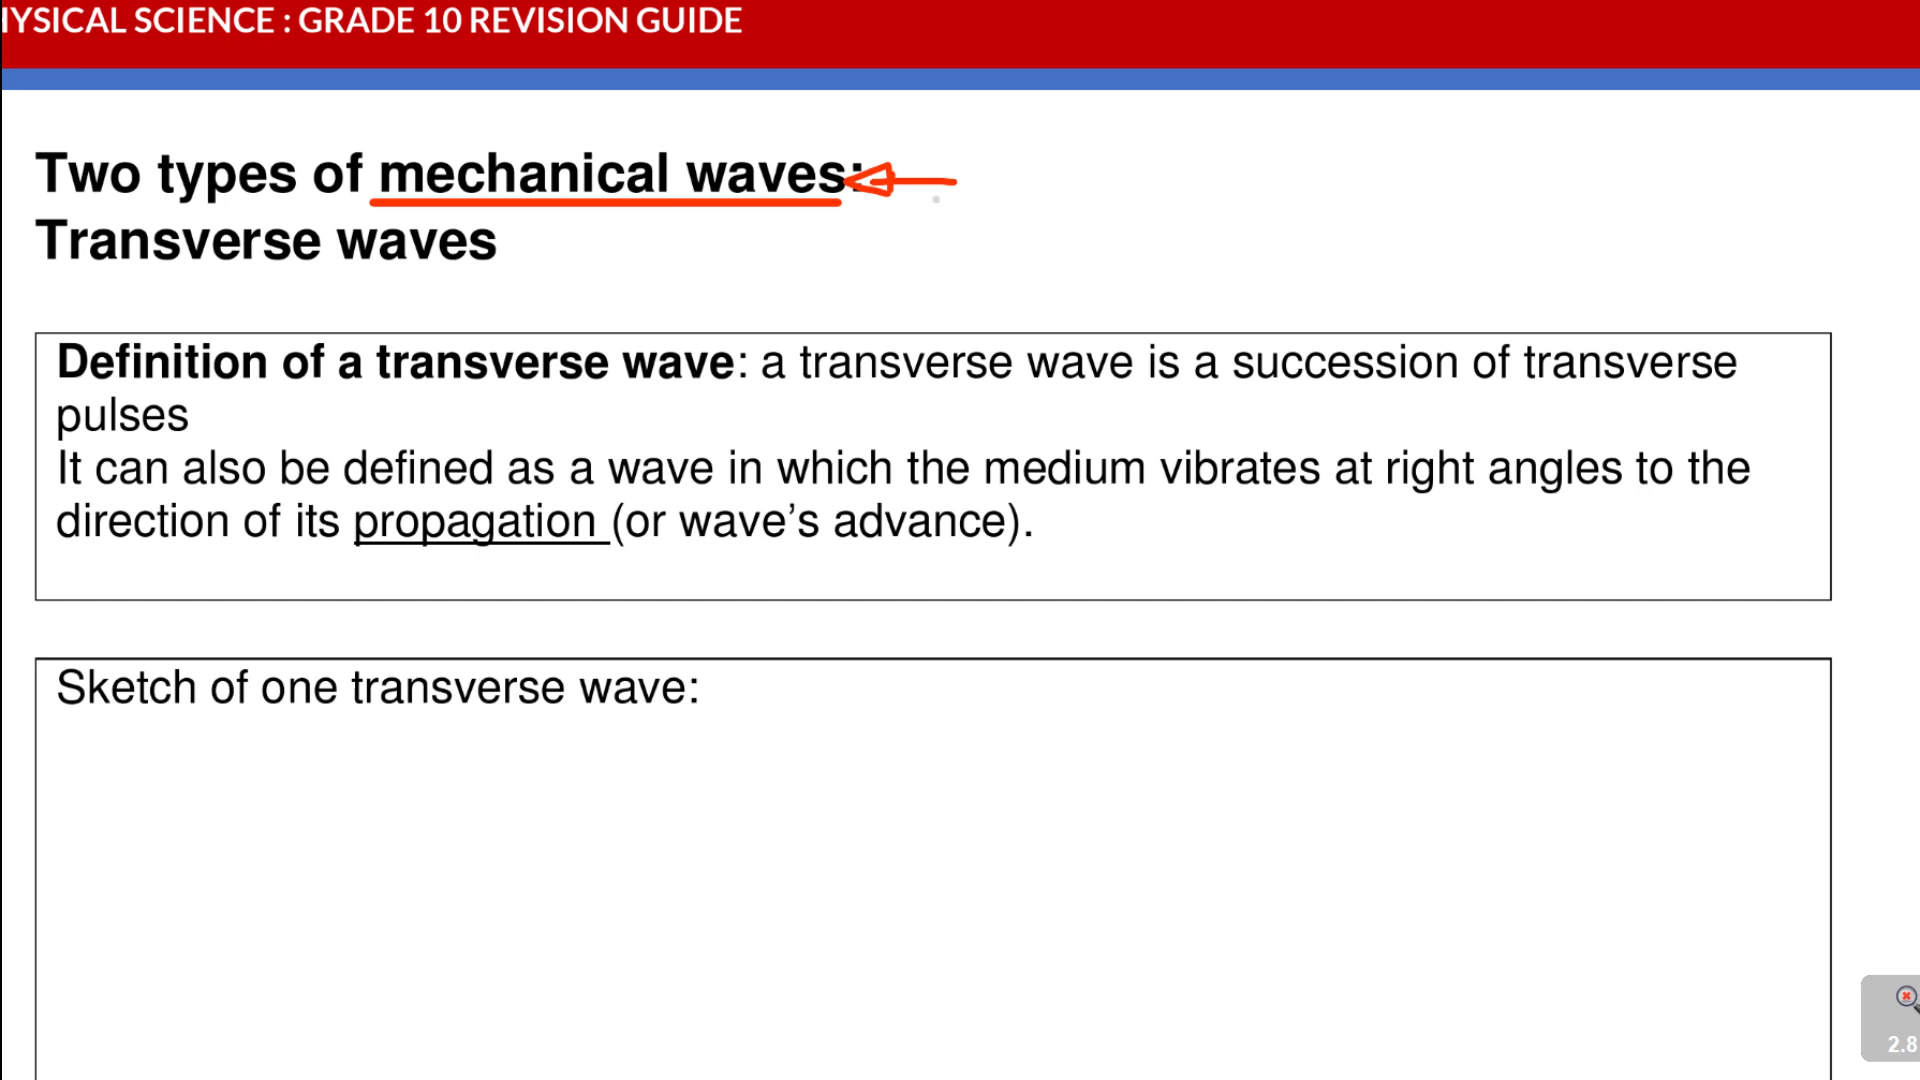 HYSICAL SCIENCE : GRADE 10 REVISION GUIDE
Two types of mechanical waves:
Transverse waves
Definition of a transverse wave: a transverse wave is a succession of transverse
pulses
It can also be defined as a wave in which the medium vibrates at right angles to the
direction of its propagation (or wave’s advance).
Sketch of one transverse wave:
2.8